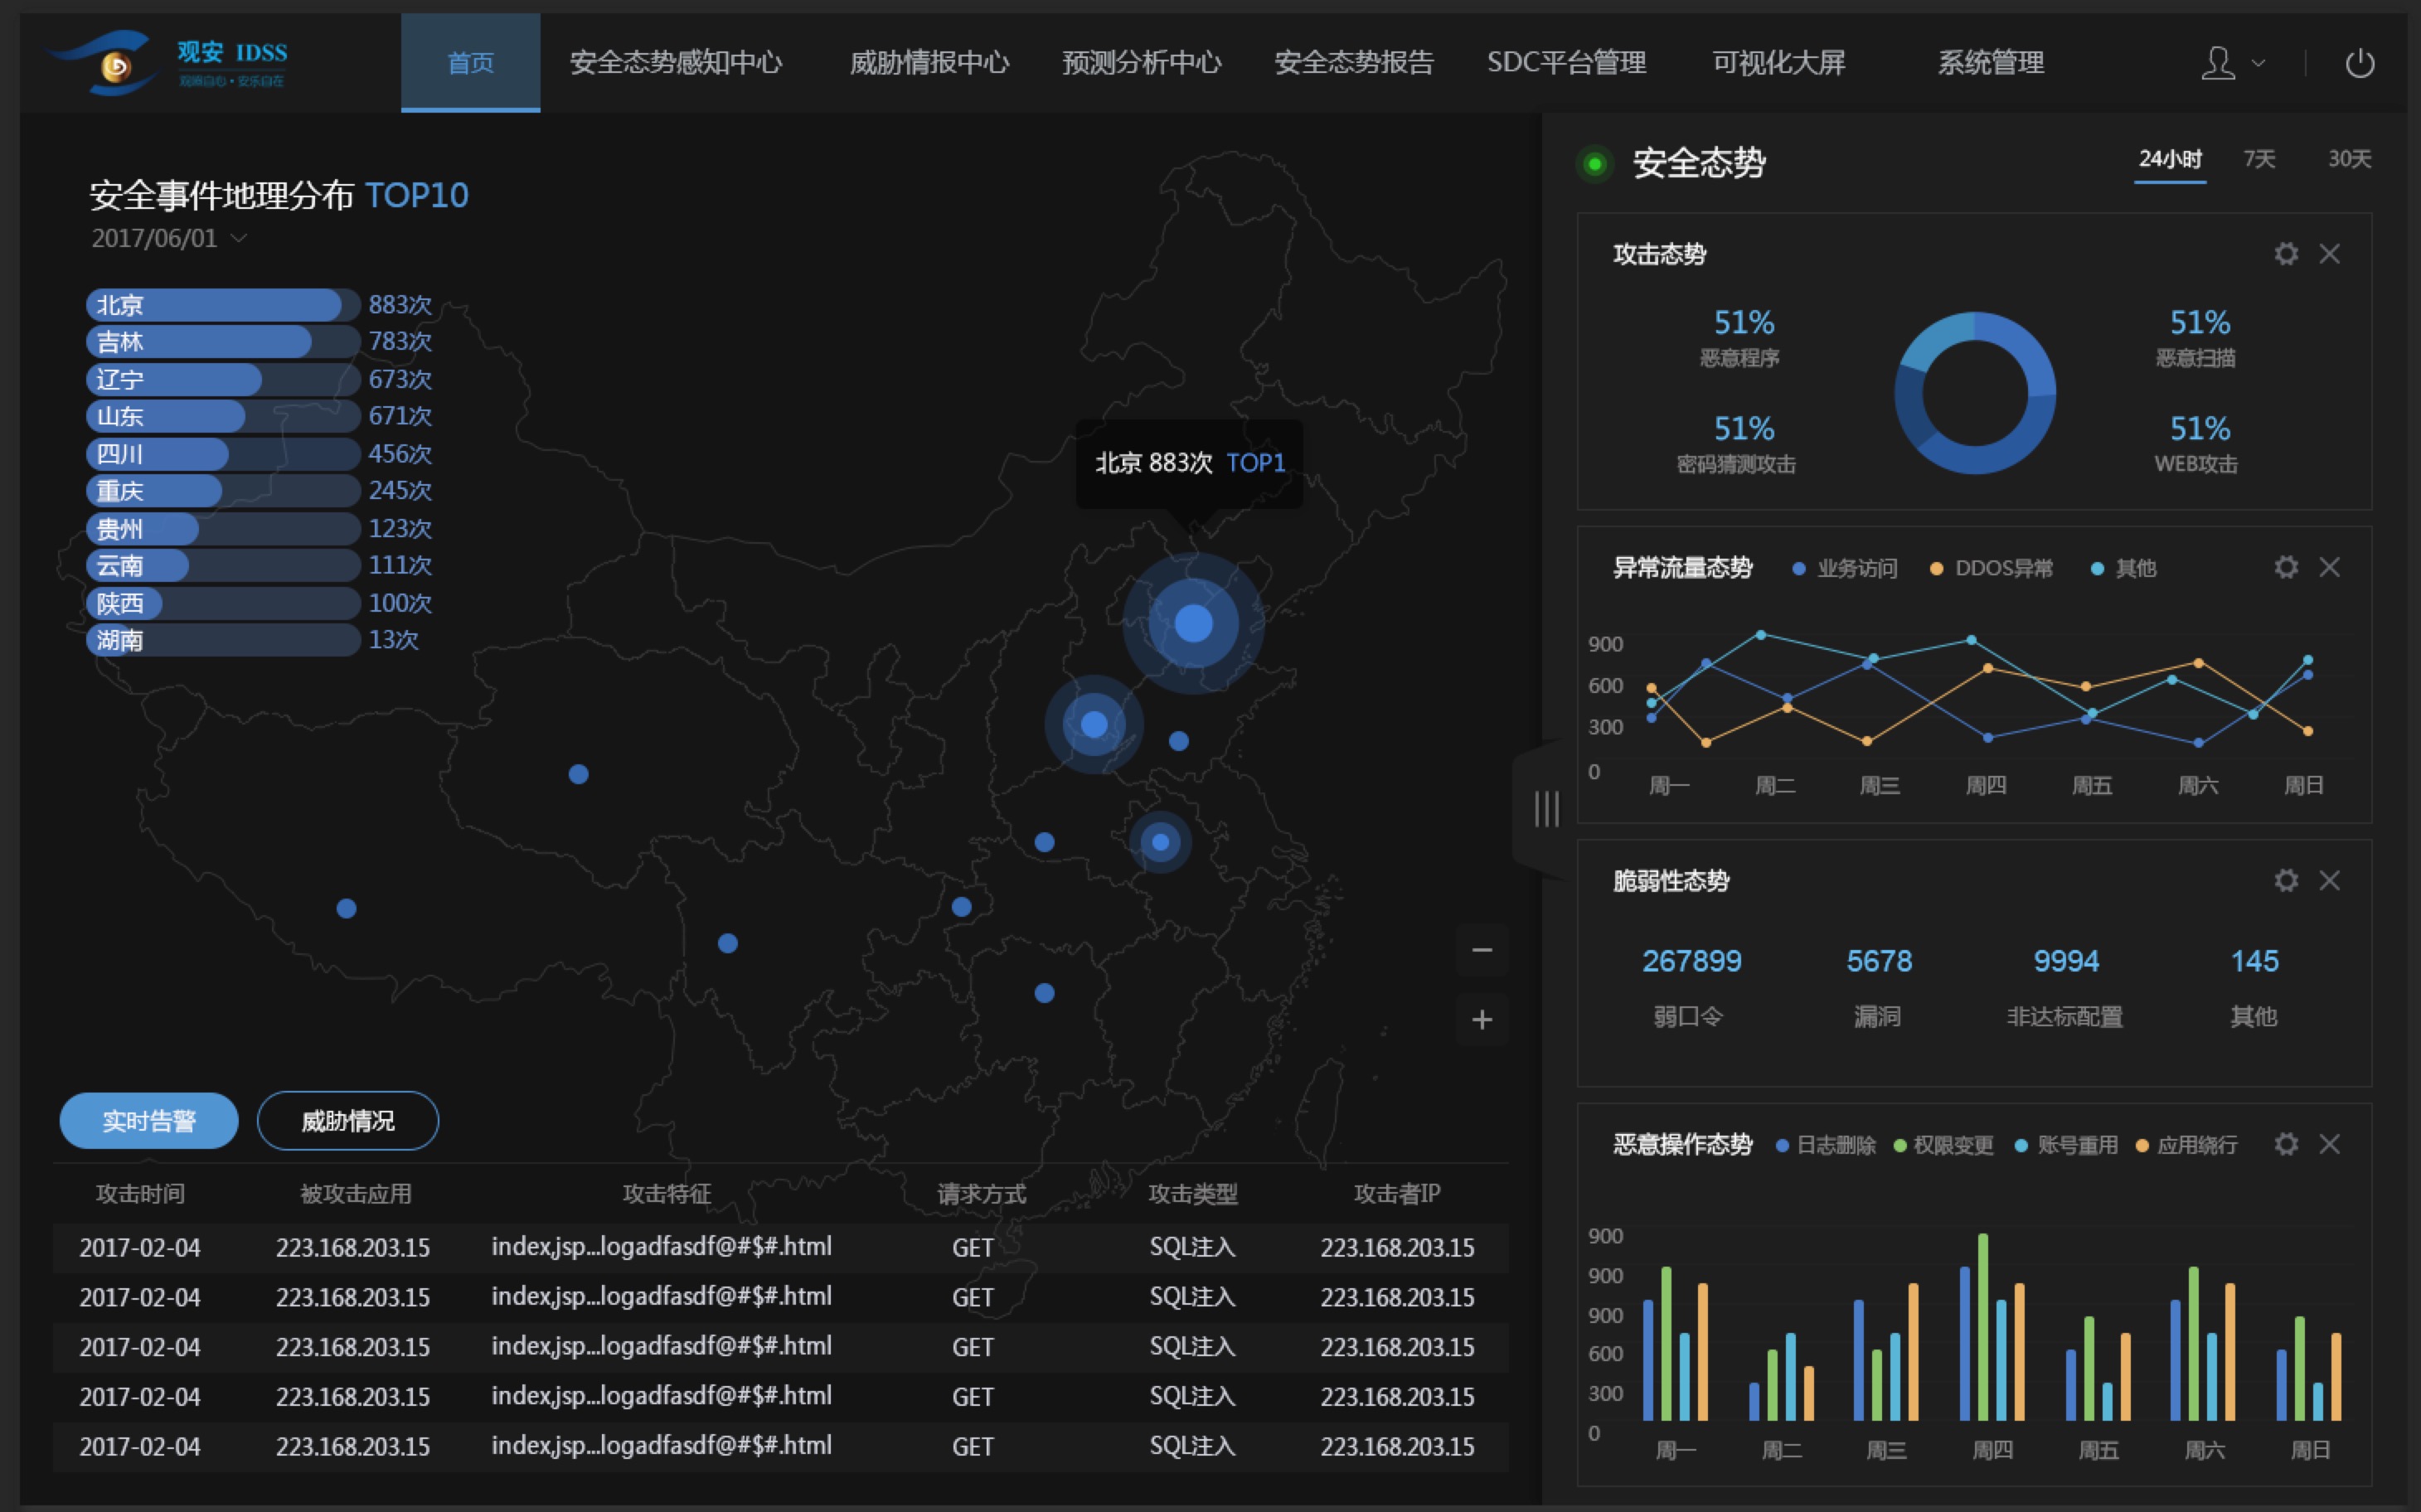 观安 IDSS
观照自心•安乐自在
首页 安全态势感知中心 威胁情报中心 预测分析中心 安全态势报告 SDC平台管理 可视化大屏 系统管理
安全事件地理分布 TOP10
2017/06/01
北京 883次
吉林 783次
辽宁 673次
山东 671次
四川 456次
重庆 245次
贵州 123次
云南 111次
陕西 100次
湖南 13次
北京 883次 TOP1
实时告警 威胁情况
攻击时间 被攻击应用 攻击特征 请求方式 攻击类型 攻击者IP
2017-02-04 223.168.203.15 index,jsp...logadfasdf@#$#.html GET SQL注入 223.168.203.15
2017-02-04 223.168.203.15 index,jsp...logadfasdf@#$#.html GET SQL注入 223.168.203.15
2017-02-04 223.168.203.15 index,jsp...logadfasdf@#$#.html GET SQL注入 223.168.203.15
2017-02-04 223.168.203.15 index,jsp...logadfasdf@#$#.html GET SQL注入 223.168.203.15
2017-02-04 223.168.203.15 index,jsp...logadfasdf@#$#.html GET SQL注入 223.168.203.15
安全态势 24小时 7天 30天
攻击态势
51% 51%
恶意程序 恶意扫描
51% 51%
密码猜测攻击 WEB攻击
异常流量态势 业务访问 DDOS异常 其他
900
600
300
0
周一 周二 周三 周四 周五 周六 周日
脆弱性态势
267899 5678 9994 145
弱口令 漏洞 非达标配置 其他
恶意操作态势 日志删除 权限变更 账号重用 应用绕行
900
900
900
600
300
0
周一 周二 周三 周四 周五 周六 周日